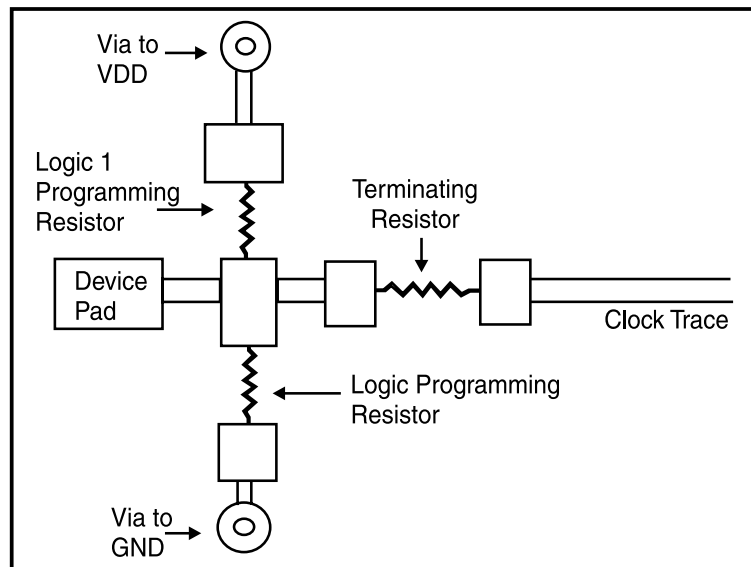 Via to
VDD
Logic 1
Programming
Resistor
Terminating
Resistor
Device
Pad
Clock Trace
Logic Programming
Resistor
Via to
GND